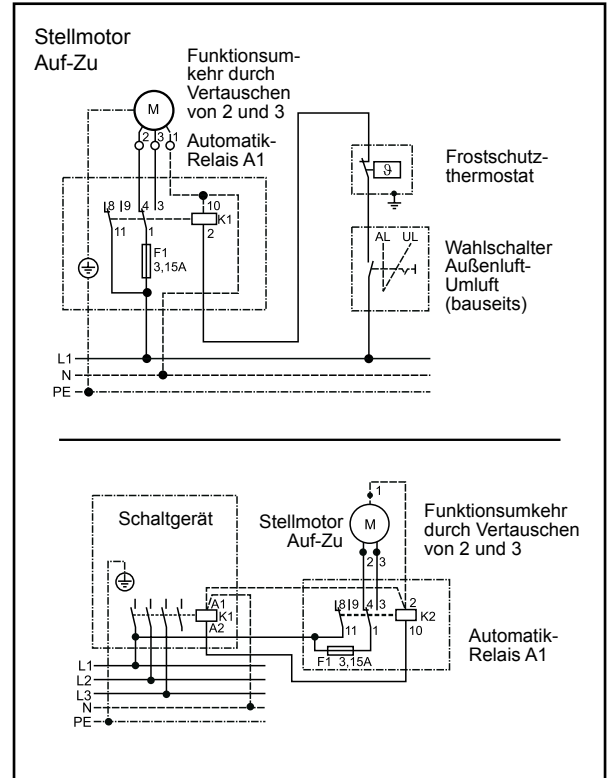 Stellmotor
Auf-Zu
Funktionsum-
kehr durch
Vertauschen
von 2 und 3
M
2 3 1
Automatik-
Relais A1
8 9 4 3 10
K1
11 1 2
F1
3,15A
Frostschutz-
thermostat
ϑ
AL UL
Wahlschalter
Außenluft-
Umluft
(bauseits)
L1
N
PE
Schaltgerät
Stellmotor
Auf-Zu
1
M
2 3
Funktionsumkehr
durch Vertauschen
von 2 und 3
A1
K1
A2
8 9 4 3 2
K2
11 1 10
F1 3,15A
Automatik-
Relais A1
L1
L2
L3
N
PE